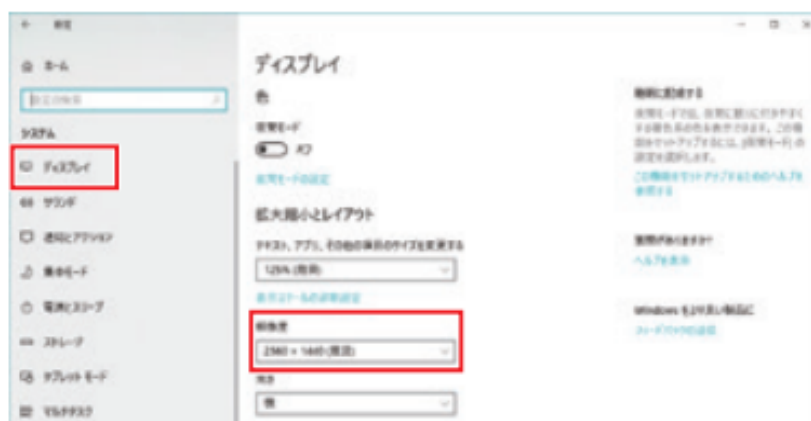 設定
ホーム
設定の検索
システム
ディスプレイ
サウンド
通知とアクション
集中モード
電源とスリープ
ストレージ
タブレット モード
マルチタスク
ディスプレイ
色
夜間モード
オフ
夜間モードの設定
拡大縮小とレイアウト
テキスト、アプリ、その他の項目のサイズを変更する
125% (推奨)
表示スケールの詳細設定
解像度
2560 × 1440 (推奨)
向き
横
質問がありますか?
ヘルプを表示
Windows をより良い製品に
フィードバックの送信